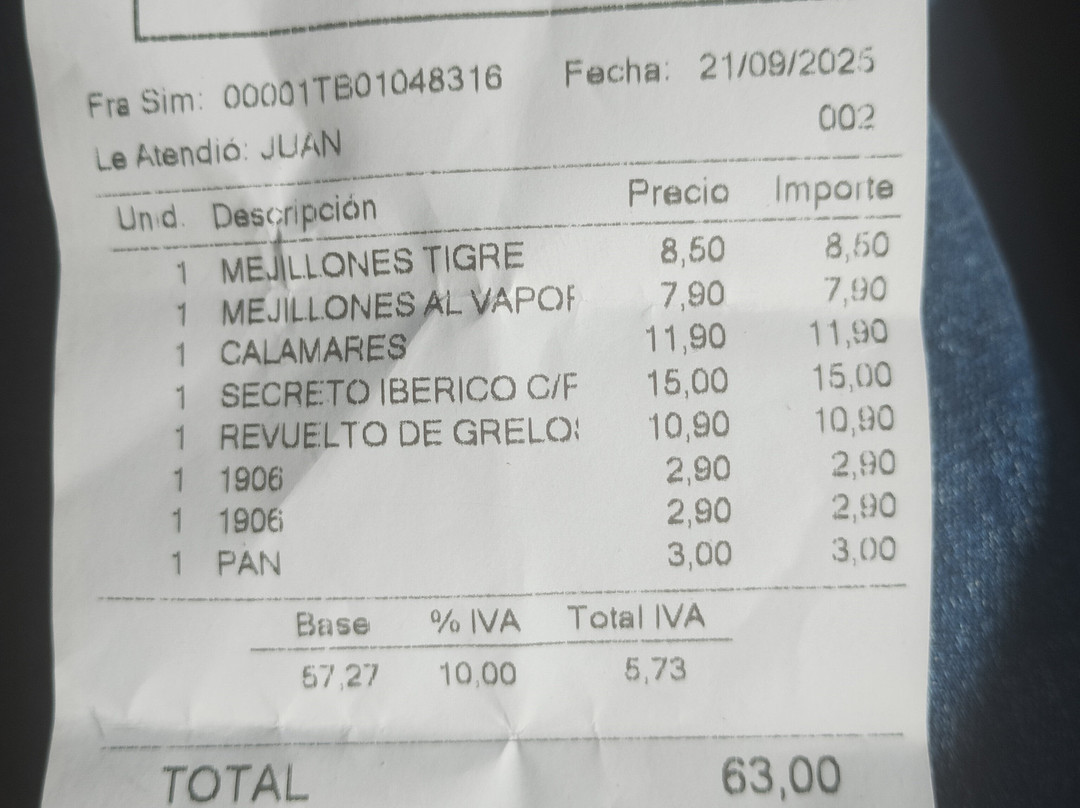 Fra Sim: 00001TB01048316 Fecha: 21/09/2025
002
Le Atendió: JUAN
Unid. Descripción Precio Importe
1 MEJILLONES TIGRE 8,50 8,50
1 MEJILLONES AL VAPOR 7,90 7,90
1 CALAMARES 11,90 11,90
1 SECRETO IBERICO C/P 15,00 15,00
1 REVUELTO DE GRELOS 10,90 10,90
1 1906 2,90 2,90
1 1906 2,90 2,90
1 PAN 3,00 3,00
Base % IVA Total IVA
57,27 10,00 5,73
TOTAL 63,00